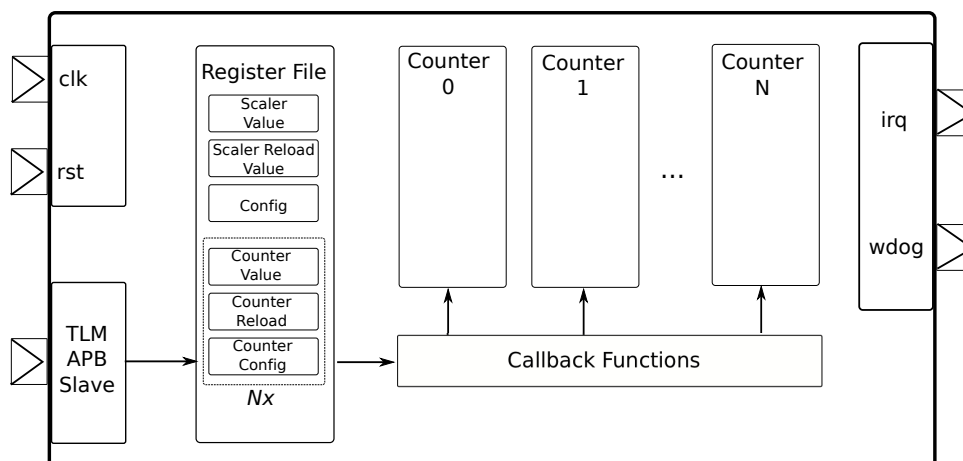 clk
rst
TLM
APB
Slave
Register File
Scaler
Value
Scaler Reload
Value
Config
Counter
Value
Counter
Reload
Counter
Config
Nx
Counter
0
Counter
1
...
Counter
N
Callback Functions
irq
wdog